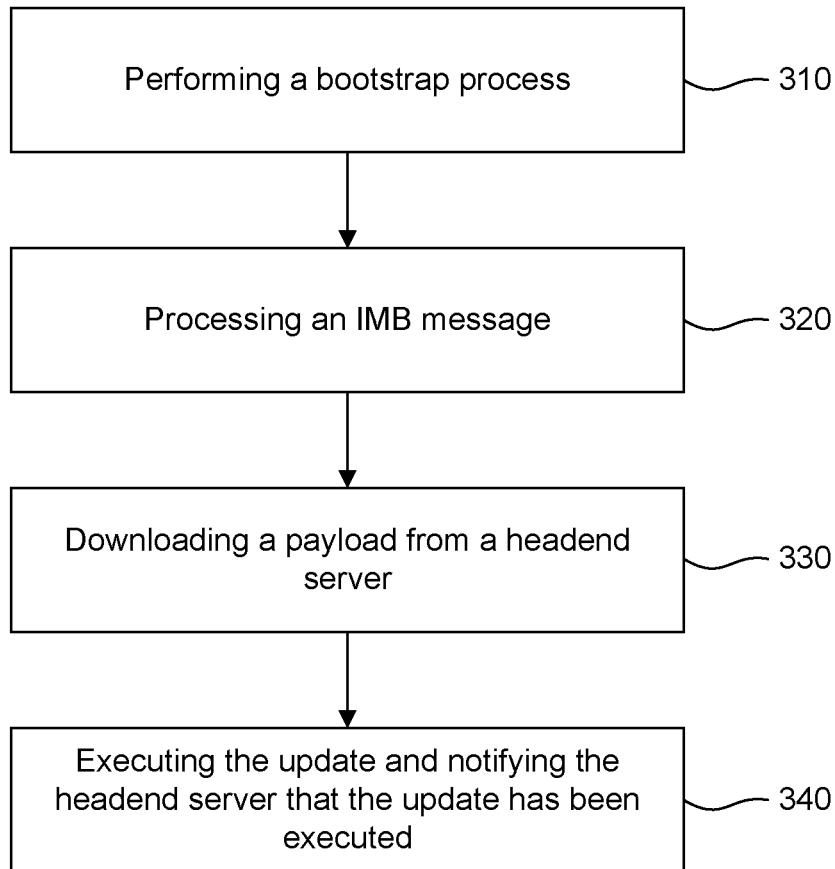 Performing a bootstrap process
310
Processing an IMB message
320
Downloading a payload from a headend
server
330
Executing the update and notifying the
headend server that the update has been
executed
340